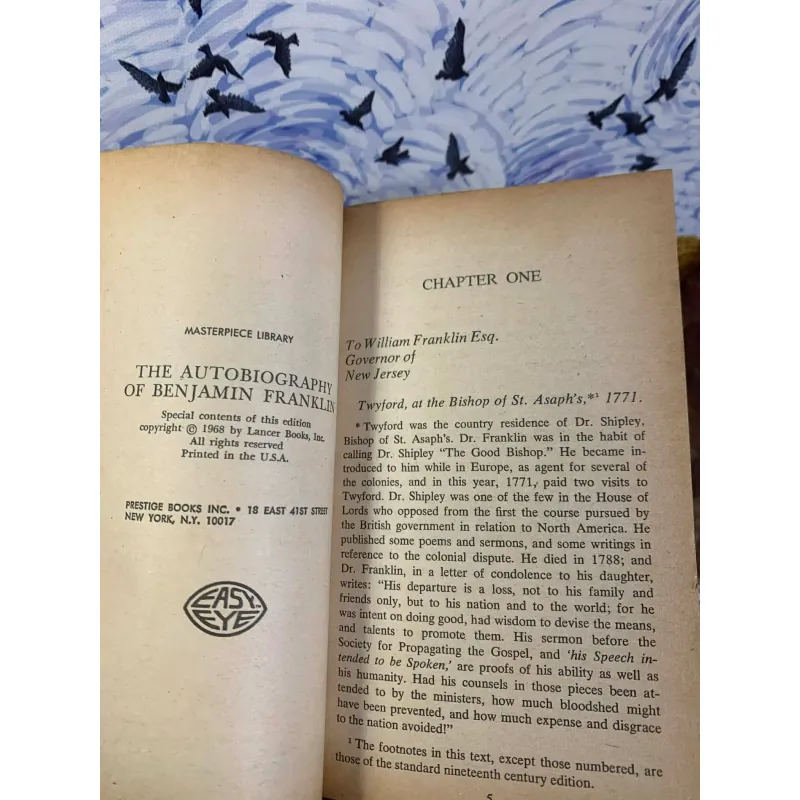 MASTERPIECE LIBRARY
THE AUTOBIOGRAPHY
OF BENJAMIN FRANKLIN
Special contents of this edition
copyright © 1968 by Lancer Books, Inc.
All rights reserved
Printed in the U.S.A.
PRESTIGE BOOKS INC. • 18 EAST 41ST STREET
NEW YORK, N.Y. 10017
EASY
EYE
CHAPTER ONE
To William Franklin Esq.
Governor of
New Jersey
Twyford, at the Bishop of St. Asaph's,*¹ 1771.
* Twyford was the country residence of Dr. Shipley,
Bishop of St. Asaph's. Dr. Franklin was in the habit of
calling Dr. Shipley "The Good Bishop." He became in-
troduced to him while in Europe, as agent for several of
the colonies, and in this year, 1771, paid two visits to
Twyford. Dr. Shipley was one of the few in the House of
Lords who opposed from the first the course pursued by
the British government in relation to North America. He
published some poems and sermons, and some writings in
reference to the colonial dispute. He died in 1788; and
Dr. Franklin, in a letter of condolence to his daughter,
writes: "His departure is a loss, not to his family and
friends only, but to his nation and to the world; for he
was intent on doing good, had wisdom to devise the means,
and talents to promote them. His sermon before the
Society for Propagating the Gospel, and 'his Speech in-
tended to be Spoken,' are proofs of his ability as well as
his humanity. Had his counsels in those pieces been at-
tended to by the ministers, how much bloodshed might
have been prevented, and how much expense and disgrace
to the nation avoided!"
¹ The footnotes in this text, except those numbered, are
those of the standard nineteenth century edition.
5